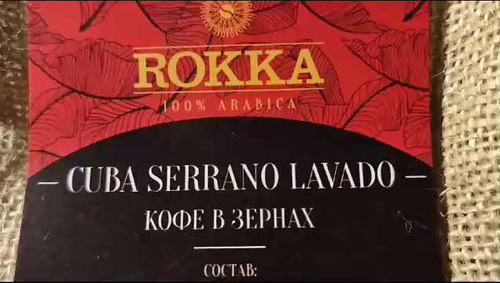 ROKKA
100% ARABICA
— CUBA SERRANO LAVADO —
КОФЕ В ЗЕРНАХ
СОСТАВ: